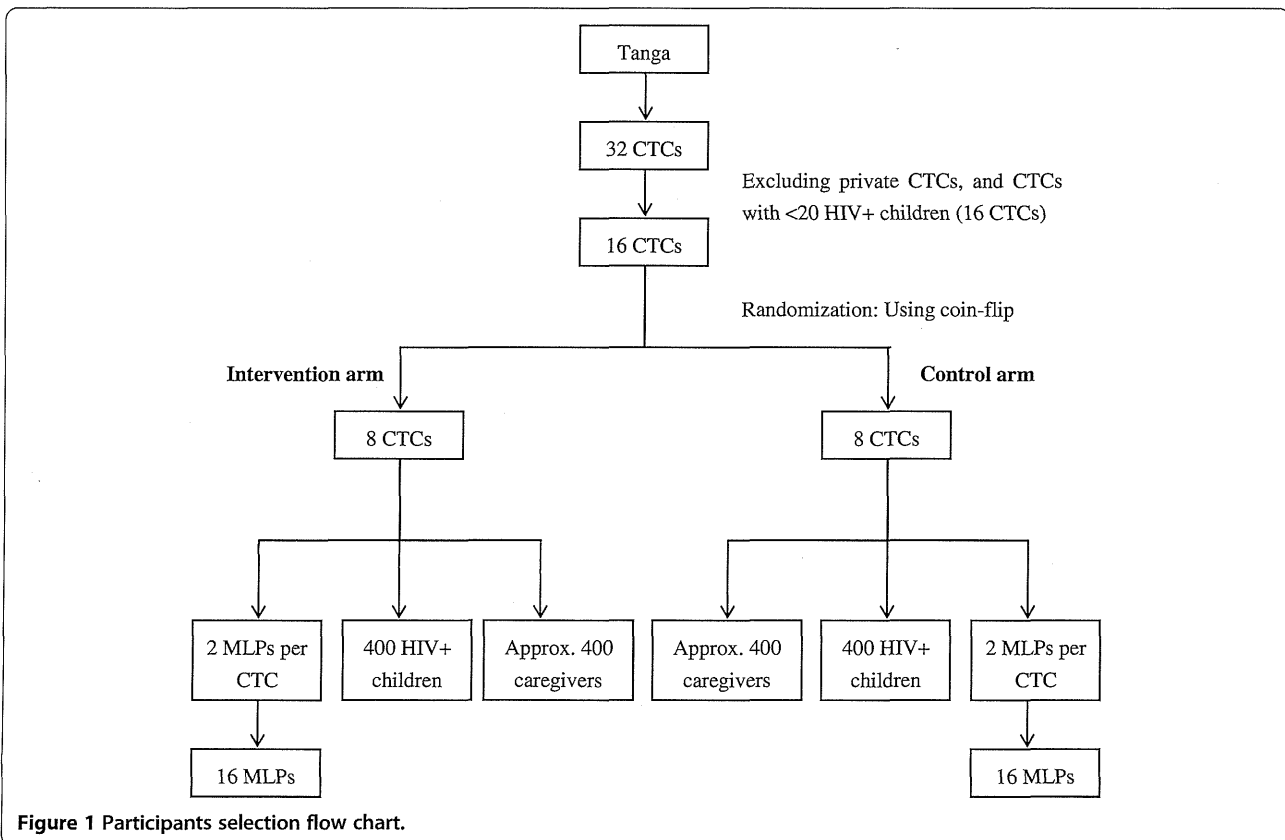 Tanga
32 CTCs
Excluding private CTCs, and CTCs
with <20 HIV+ children (16 CTCs)
16 CTCs
Randomization: Using coin-flip
Intervention arm
Control arm
8 CTCs
8 CTCs
2 MLPs per
CTC
400 HIV+
children
Approx. 400
caregivers
Approx. 400
caregivers
400 HIV+
children
2 MLPs per
CTC
16 MLPs
16 MLPs
Figure 1 Participants selection flow chart.